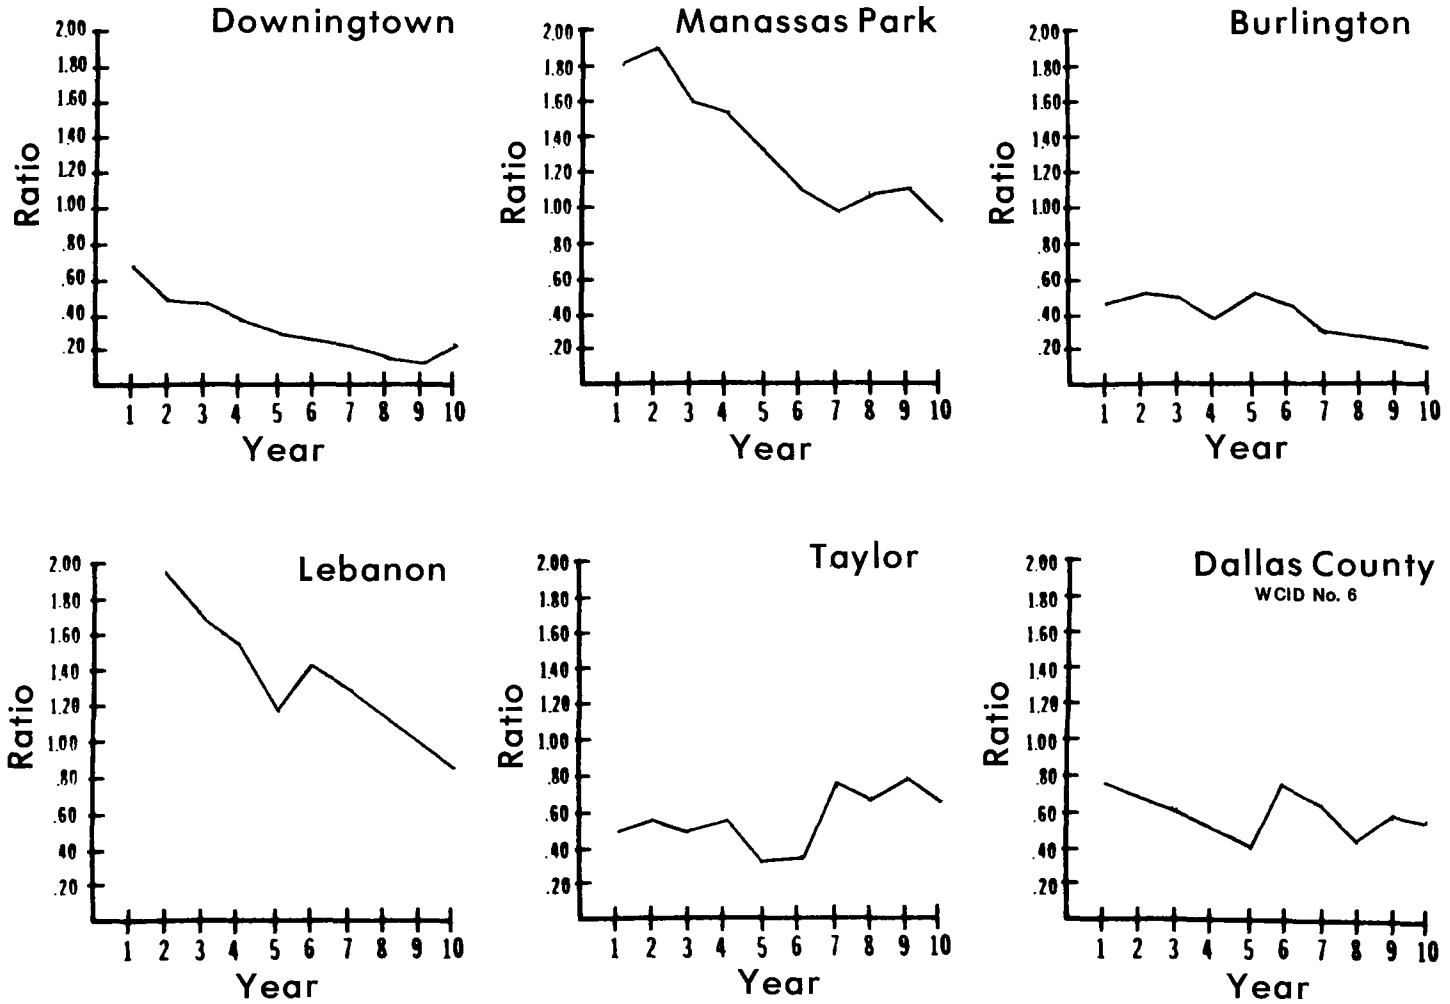 Downingtown
2.00
1.80
1.60
1.40
1.20
1.00
.80
.60
.40
.20
Ratio
1 2 3 4 5 6 7 8 9 10
Year
Manassas Park
2.00
1.80
1.60
1.40
1.20
1.00
.80
.60
.40
.20
Ratio
1 2 3 4 5 6 7 8 9 10
Year
Burlington
2.00
1.80
1.60
1.40
1.20
1.00
.80
.60
.40
.20
Ratio
1 2 3 4 5 6 7 8 9 10
Year
Lebanon
2.00
1.80
1.60
1.40
1.20
1.00
.80
.60
.40
.20
Ratio
1 2 3 4 5 6 7 8 9 10
Year
Taylor
2.00
1.80
1.60
1.40
1.20
1.00
.80
.60
.40
.20
Ratio
1 2 3 4 5 6 7 8 9 10
Year
Dallas County
WCID No. 6
2.00
1.80
1.60
1.40
1.20
1.00
.80
.60
.40
.20
Ratio
1 2 3 4 5 6 7 8 9 10
Year